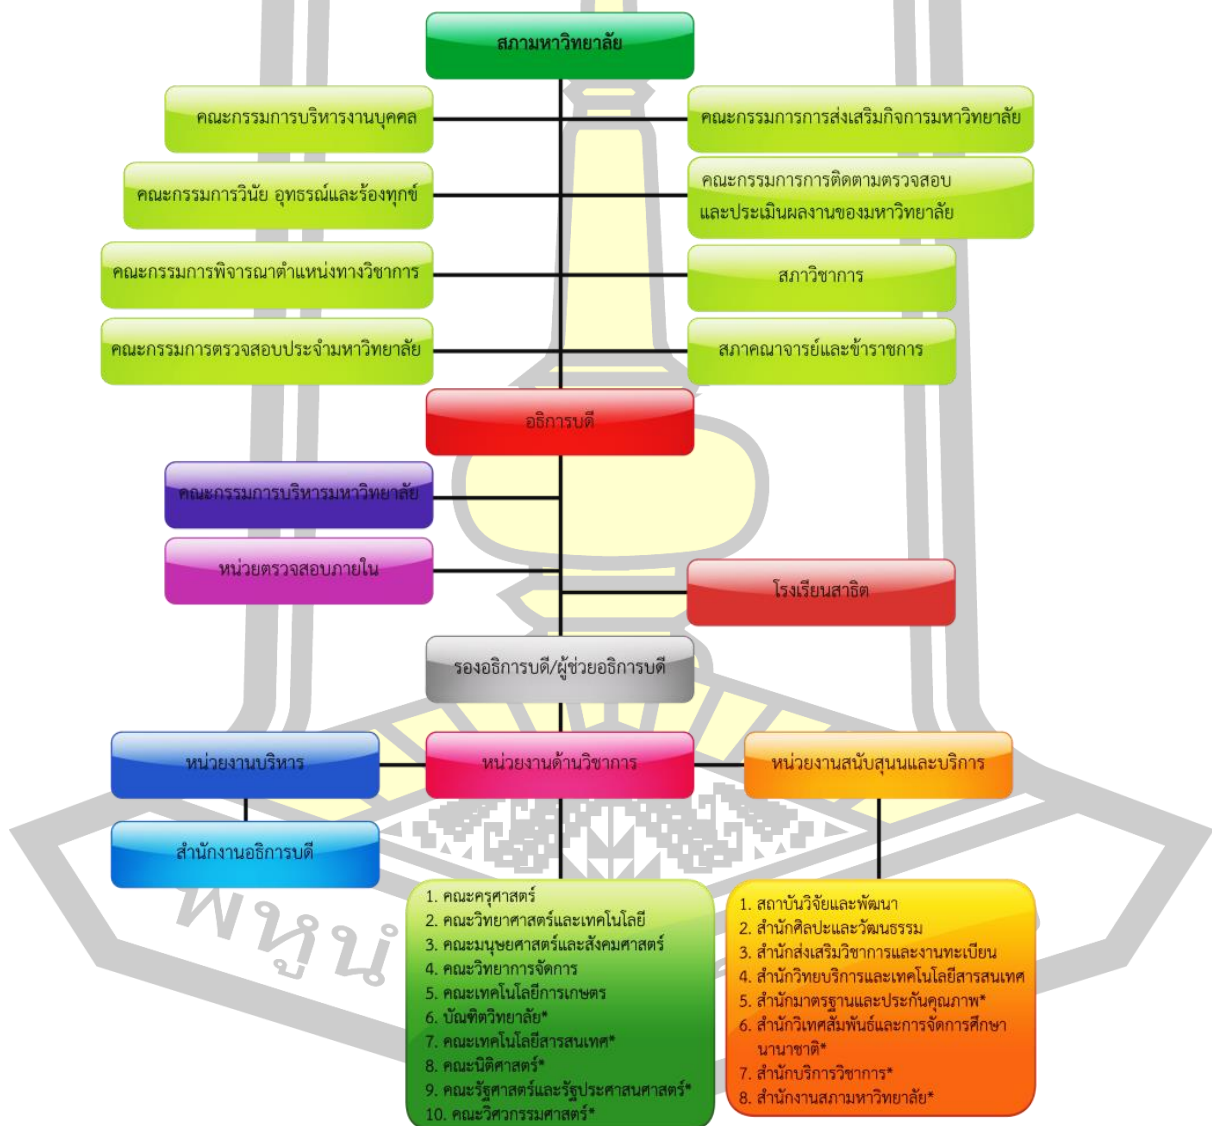 สภามหาวิทยาลัย
คณะกรรมการบริหารงานบุคคล
คณะกรรมการการส่งเสริมกิจการมหาวิทยาลัย
คณะกรรมการวินัย อุทธรณ์และร้องทุกข์
คณะกรรมการการติดตามตรวจสอบ
และประเมินผลงานของมหาวิทยาลัย
คณะกรรมการพิจารณาตำแหน่งทางวิชาการ
สภาวิชาการ
คณะกรรมการตรวจสอบประจำมหาวิทยาลัย
สภาคณาจารย์และข้าราชการ
อธิการบดี
คณะกรรมการบริหารมหาวิทยาลัย
หน่วยตรวจสอบภายใน
โรงเรียนสาธิต
รองอธิการบดี/ผู้ช่วยอธิการบดี
หน่วยงานบริหาร
หน่วยงานด้านวิชาการ
หน่วยงานสนับสุนนและบริการ
สำนักงานอธิการบดี
1. คณะครุศาสตร์
2. คณะวิทยาศาสตร์และเทคโนโลยี
3. คณะมนุษยศาสตร์และสังคมศาสตร์
4. คณะวิทยาการจัดการ
5. คณะเทคโนโลยีการเกษตร
6. บัณฑิตวิทยาลัย*
7. คณะเทคโนโลยีสารสนเทศ*
8. คณะนิติศาสตร์*
9. คณะรัฐศาสตร์และรัฐประศาสนศาสตร์*
10. คณะวิศวกรรมศาสตร์*
1. สถาบันวิจัยและพัฒนา
2. สำนักศิลปะและวัฒนธรรม
3. สำนักส่งเสริมวิชาการและงานทะเบียน
4. สำนักวิทยบริการและเทคโนโลยีสารสนเทศ
5. สำนักมาตรฐานและประกันคุณภาพ*
6. สำนักวิเทศสัมพันธ์และการจัดการศึกษา
นานาชาติ*
7. สำนักบริการวิชาการ*
8. สำนักงานสภามหาวิทยาลัย*
พหูน